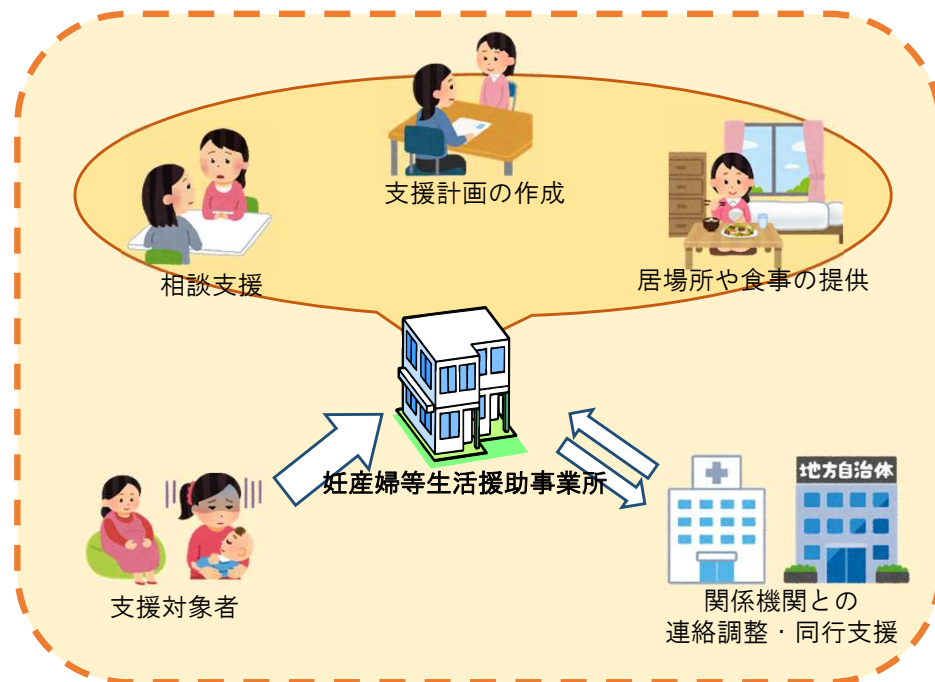 支援計画の作成
相談支援
居場所や食事の提供
妊産婦等生活援助事業所
地方自治体
支援対象者
関係機関との
連絡調整・同行支援